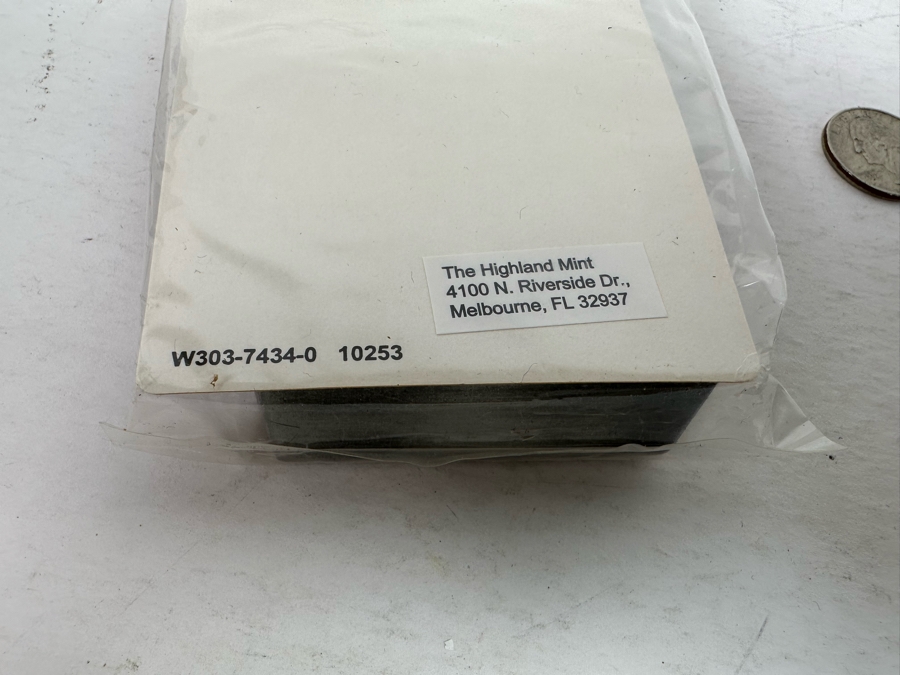 The Highland Mint
4100 N. Riverside Dr.,
Melbourne, FL 32937
W303-7434-0 10253